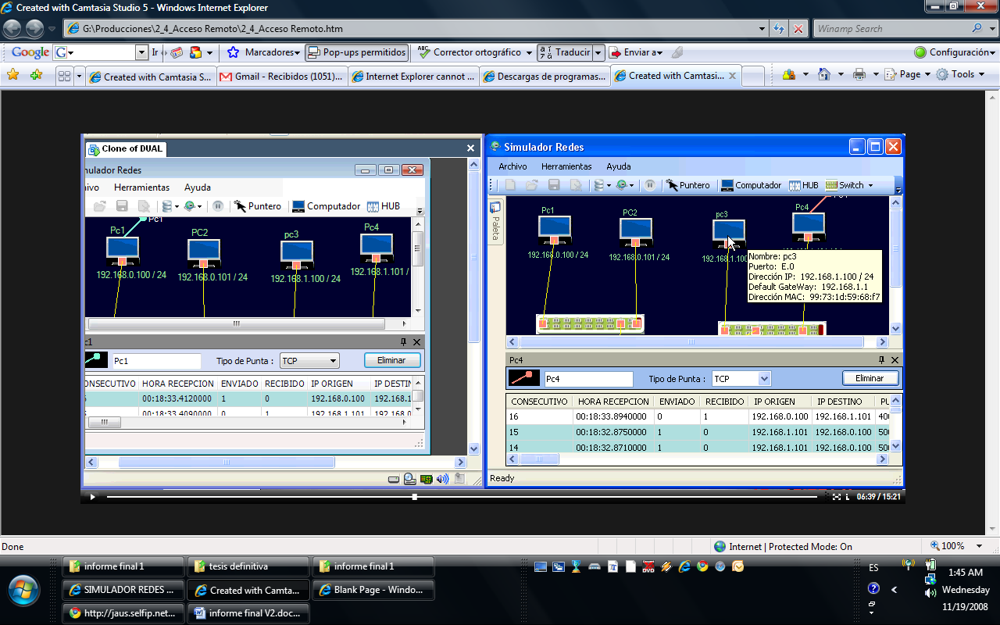 Created with Camtasia Studio 5 - Windows Internet Explorer
G:\Producciones\2_4_Acceso Remoto\2_4_Acceso Remoto.htm
Winamp Search
Google
G
Ir
Marcadores
Pop-ups permitidos
ABC
Corrector ortográfico
Traducir
Enviar a
Configuración
Created with Camtasia S...
Gmail - Recibidos (1051)...
Internet Explorer cannot ...
Descargas de programas...
Created with Camtasi...
Page
Tools
Clone of DUAL
nulador Redes
ivo
Herramientas
Ayuda
Puntero
Computador
HUB
Pc1
Pc1
PC2
pc3
Pc4
192.168.0.100 / 24
192.168.0.101 / 24
192.168.1.100 / 24
192.168.1.101 /
c1
Pc1
Tipo de Punta :
TCP
Eliminar
ONSECUTIVO
HORA RECEPCION
ENVIADO
RECIBIDO
IP ORIGEN
IP DESTIN
00:18:33.4120000
1
0
192.168.0.100
192.168.1
00:18:33.4090000
0
1
192.168.1.101
192.168.0
Simulador Redes
Archivo
Herramientas
Ayuda
Puntero
Computador
HUB
Switch
Paleta
Pc1
PC2
pc3
Pc4
192.168.0.100 / 24
192.168.0.101 / 24
192.168.1.100
Nombre: pc3
Puerto: E.0
Dirección IP: 192.168.1.100 / 24
Default GateWay: 192.168.1.1
Dirección MAC: 99:73:1d:59:68:f7
Pc4
Pc4
Tipo de Punta :
TCP
Eliminar
CONSECUTIVO
HORA RECEPCION
ENVIADO
RECIBIDO
IP ORIGEN
IP DESTINO
PU
16
00:18:33.8940000
0
1
192.168.0.100
192.168.1.101
400
15
00:18:32.8750000
1
0
192.168.1.101
192.168.0.100
500
14
00:18:32.8710000
1
0
192.168.1.101
192.168.0.100
500
Ready
06:39 / 15:21
Done
Internet | Protected Mode: On
100%
informe final 1
tesis definitiva
informe final 1
SIMULADOR REDES ...
Created with Camta...
Blank Page - Windo...
http://jaus.selfip.net...
informe final V2.doc...
ES
1:45 AM
Wednesday
11/19/2008